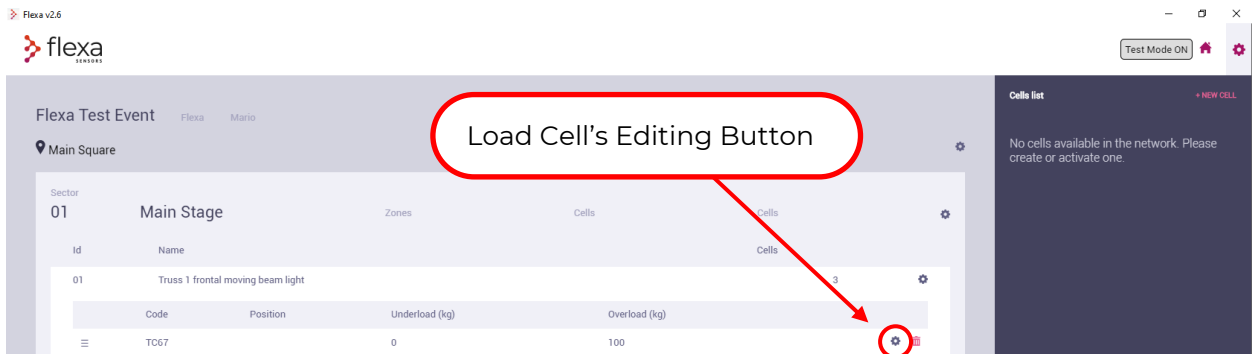 Flexa v2.6
flexa
SENSORS
Test Mode ON
Flexa Test Event Flexa Mario
Main Square
Load Cell's Editing Button
Cells list + NEW CELL
No cells available in the network. Please
create or activate one.
Sector
01 Main Stage Zones Cells Cells
Id Name Cells
01 Truss 1 frontal moving beam light 3
Code Position Underload (kg) Overload (kg)
TC67 0 100